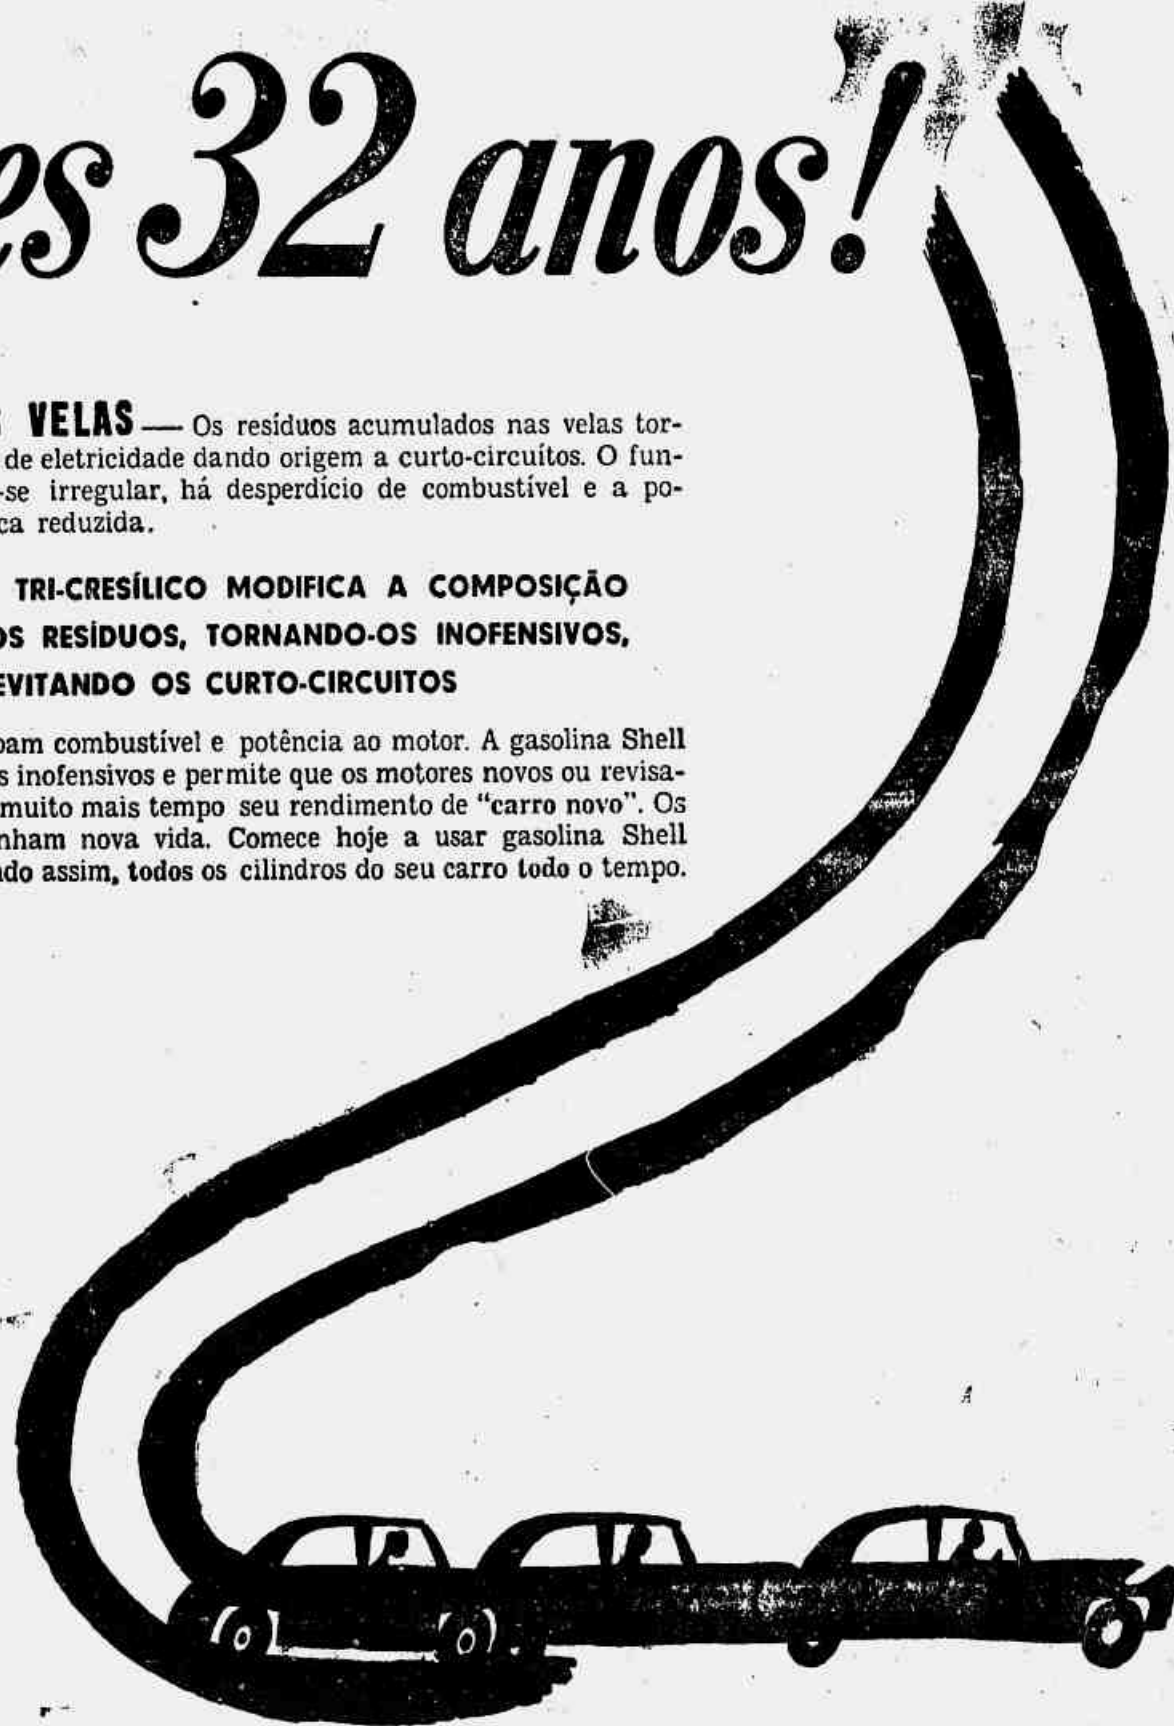 es 32 anos!
VELAS — Os resíduos acumulados nas velas tor-
de eletricidade dando origem a curto-circuítos. O fun-
-se irregular, há desperdício de combustível e a po-
ca reduzida.
TRI-CRESÍLICO MODIFICA A COMPOSIÇÃO
OS RESÍDUOS, TORNANDO-OS INOFENSIVOS,
EVITANDO OS CURTO-CIRCUITOS
bam combustível e potência ao motor. A gasolina Shell
s inofensivos e permite que os motores novos ou revisa-
muito mais tempo seu rendimento de “carro novo”. Os
nham nova vida. Comece hoje a usar gasolina Shell
ndo assim, todos os cilindros do seu carro todo o tempo.